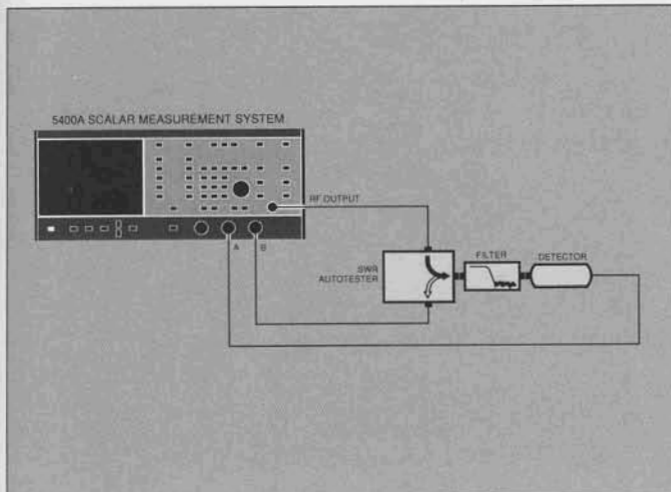 5400A SCALAR MEASUREMENT SYSTEM
RF OUTPUT
A
B
SWR
AUTOTESTER
FILTER
DETECTOR